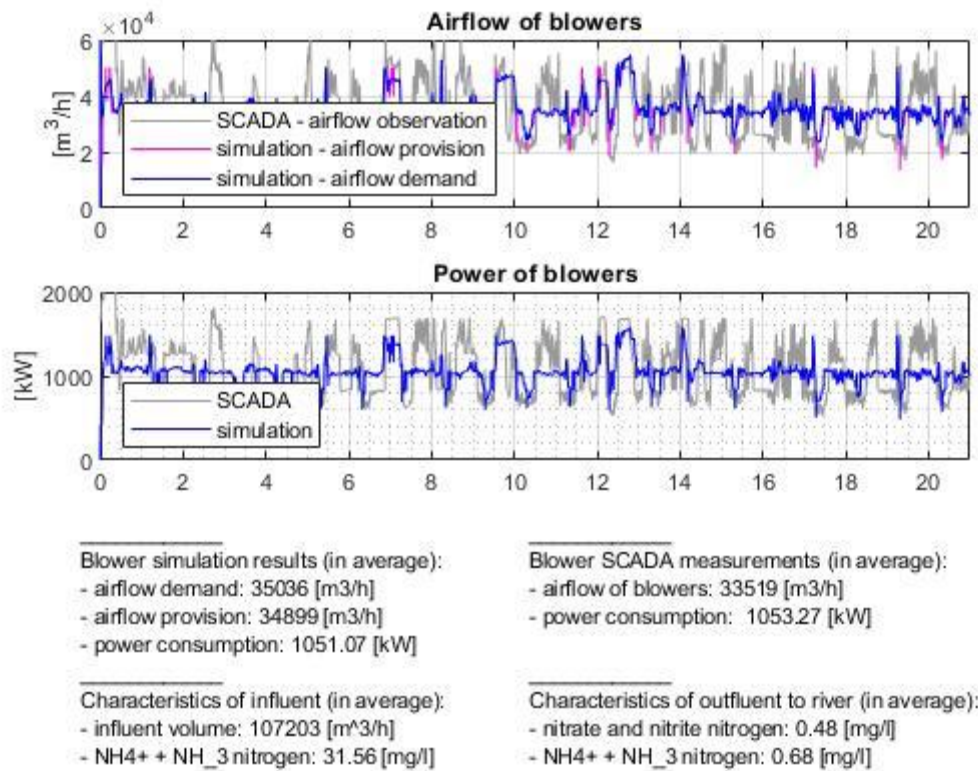 Airflow of blowers
×10⁴
6
4
2
0
[m³/h]
SCADA - airflow observation
simulation - airflow provision
simulation - airflow demand
0 2 4 6 8 10 12 14 16 18 20
Power of blowers
2000
1000
0
[kW]
SCADA
simulation
0 2 4 6 8 10 12 14 16 18 20
Blower simulation results (in average):
- airflow demand: 35036 [m3/h]
- airflow provision: 34899 [m3/h]
- power consumption: 1051.07 [kW]
Blower SCADA measurements (in average):
- airflow of blowers: 33519 [m3/h]
- power consumption: 1053.27 [kW]
Characteristics of influent (in average):
- influent volume: 107203 [m^3/h]
- NH4+ + NH_3 nitrogen: 31.56 [mg/l]
Characteristics of outfluent to river (in average):
- nitrate and nitrite nitrogen: 0.48 [mg/l]
- NH4+ + NH_3 nitrogen: 0.68 [mg/l]